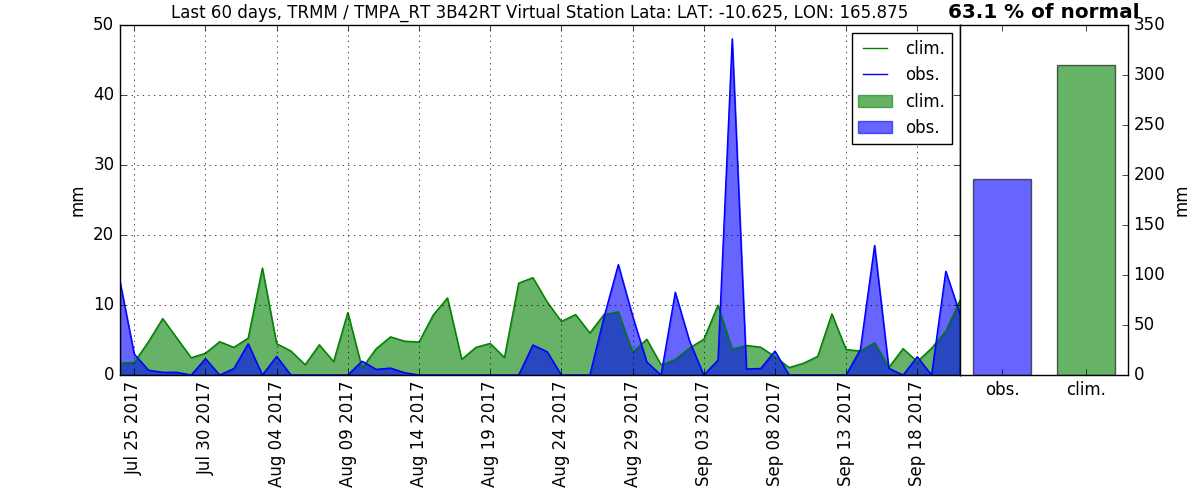 Last 60 days, TRMM / TMPA_RT 3B42RT Virtual Station Lata: LAT: -10.625, LON: 165.875
63.1 % of normal
50
40
30
20
10
0
mm
clim.
obs.
clim.
obs.
Jul 25 2017
Jul 30 2017
Aug 04 2017
Aug 09 2017
Aug 14 2017
Aug 19 2017
Aug 24 2017
Aug 29 2017
Sep 03 2017
Sep 08 2017
Sep 13 2017
Sep 18 2017
350
300
250
200
150
100
50
0
mm
obs.
clim.